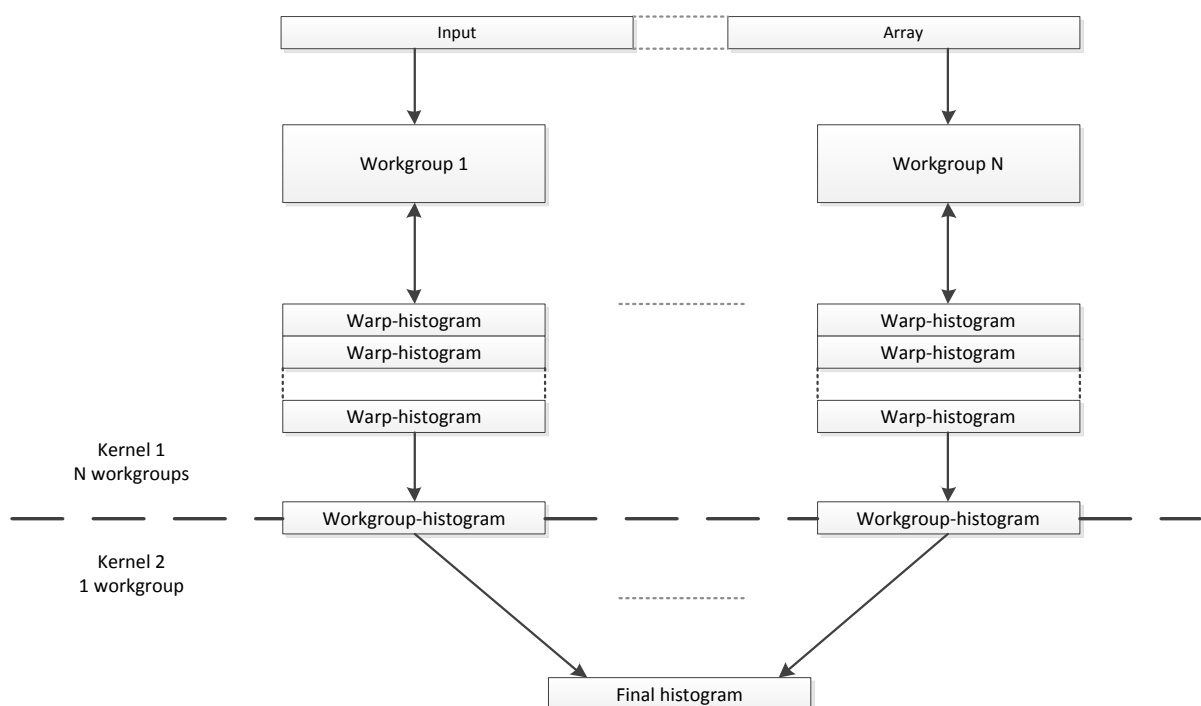 Input
Array
Workgroup 1
Workgroup N
Warp-histogram
Warp-histogram
Warp-histogram
Warp-histogram
Warp-histogram
Warp-histogram
Kernel 1
N workgroups
Workgroup-histogram
Workgroup-histogram
Kernel 2
1 workgroup
Final histogram